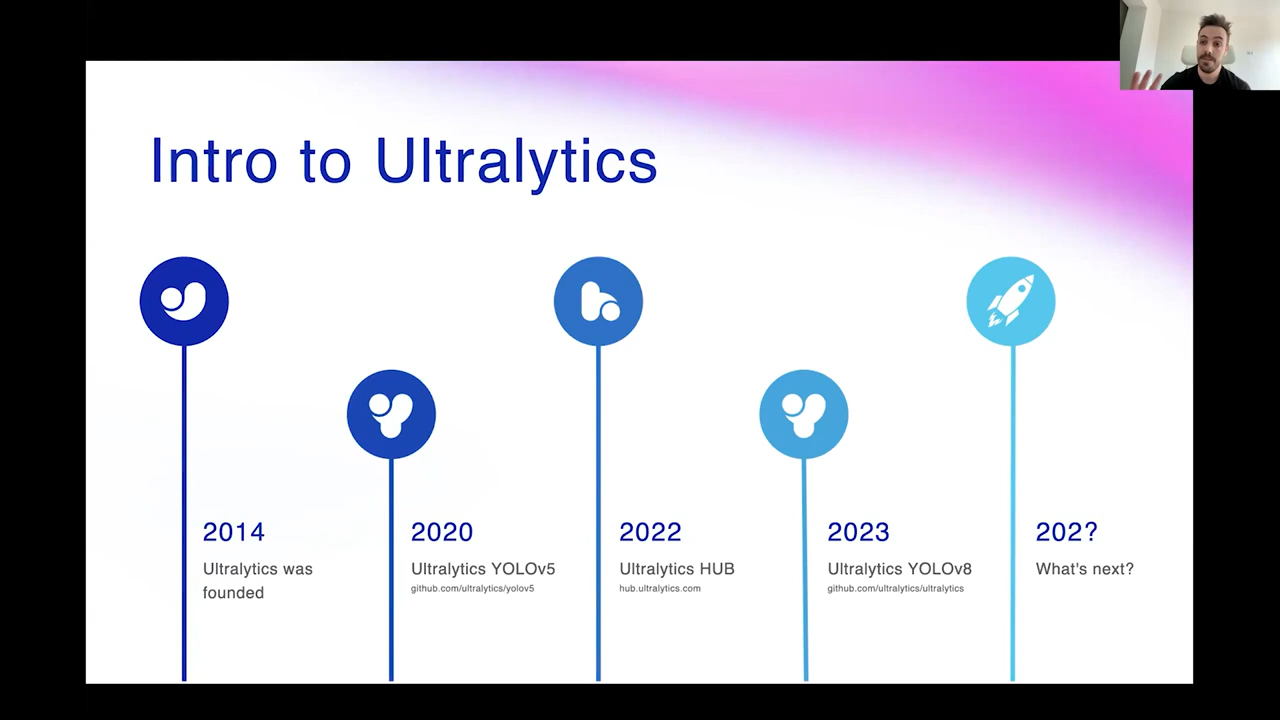 Intro to Ultralytics
2014
Ultralytics was
founded
2020
Ultralytics YOLOv5
github.com/ultralytics/yolov5
2022
Ultralytics HUB
hub.ultralytics.com
2023
Ultralytics YOLOv8
github.com/ultralytics/ultralytics
202?
What's next?